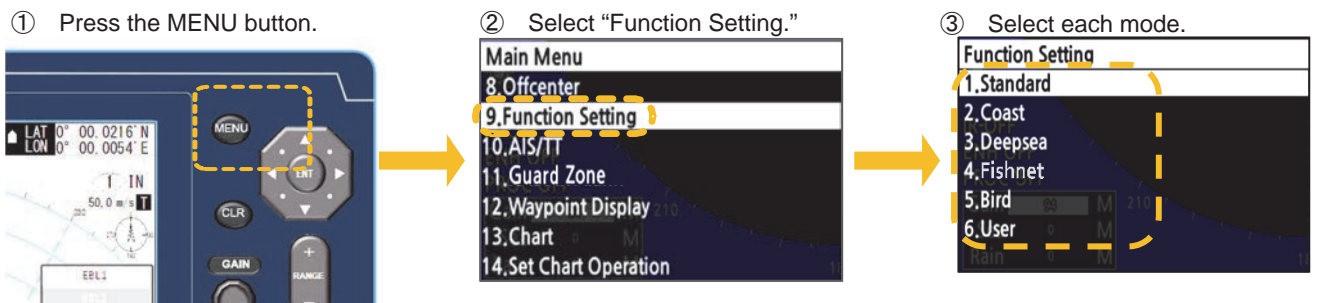 ① Press the MENU button.
② Select “Function Setting.”
③ Select each mode.
MENU
LAT 0° 00.0216' N
LON 0° 00.0054' E
ENT
1 IN
50.0 m/s T
CLR
GAIN
+
RANGE
-
EBL1
Main Menu
8.Offcenter
9.Function Setting
10.AIS/TT
11.Guard Zone
12.Waypoint Display
210
13.Chart
M
14.Set Chart Operation
Function Setting
1.Standard
2.Coast
3.Deepsea
4.Fishnet
5.Bird
M
210
6.User
M
Rain
M